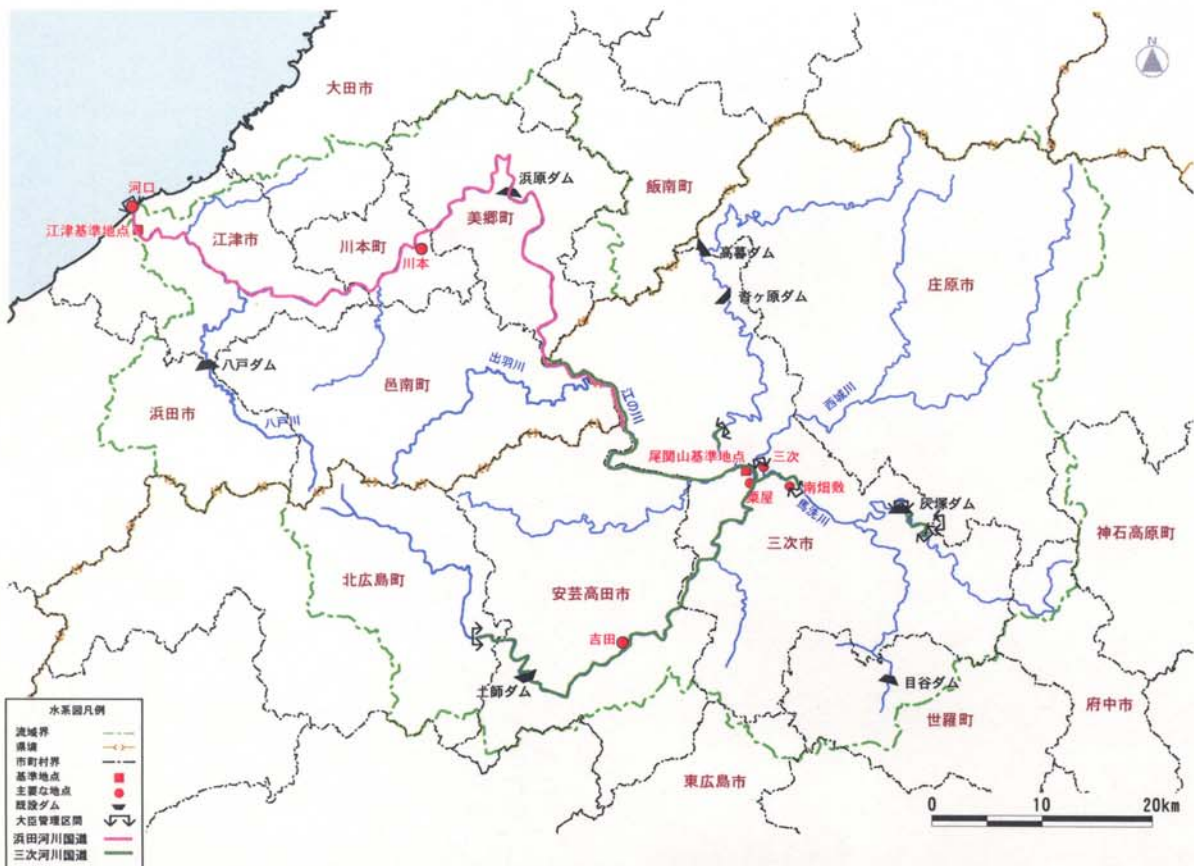 N
大田市
河口
浜原ダム
飯南町
美郷町
江津基準地点
江津市
川本町
川本
高暮ダム
庄原市
沓ヶ原ダム
八戸ダム
出羽川
邑南町
江の川
西城川
浜田市
八戸川
尾関山基準地点
三次
粟屋
南畑敷
馬洗川
灰塚ダム
神石高原町
三次市
北広島町
安芸高田市
吉田
土師ダム
目谷ダム
世羅町
府中市
東広島市
水系図凡例
流域界
県境
市町村界
基準地点
主要な地点
既設ダム
大臣管理区間
浜田河川国道
三次河川国道
0 10 20km